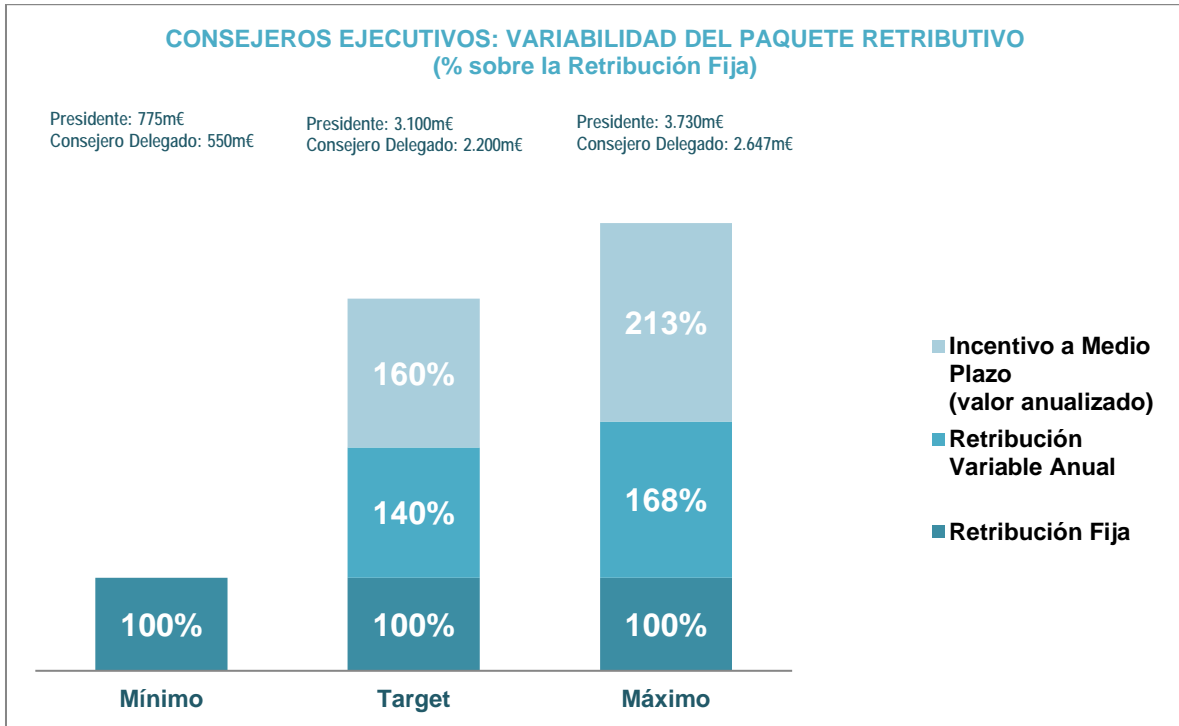 CONSEJEROS EJECUTIVOS: VARIABILIDAD DEL PAQUETE RETRIBUTIVO
(% sobre la Retribución Fija)
Presidente: 775m€
Consejero Delegado: 550m€
Presidente: 3.100m€
Consejero Delegado: 2.200m€
Presidente: 3.730m€
Consejero Delegado: 2.647m€
213%
160%
168%
140%
100%
100%
100%
Mínimo
Target
Máximo
Incentivo a Medio
Plazo
(valor anualizado)
Retribución
Variable Anual
Retribución Fija